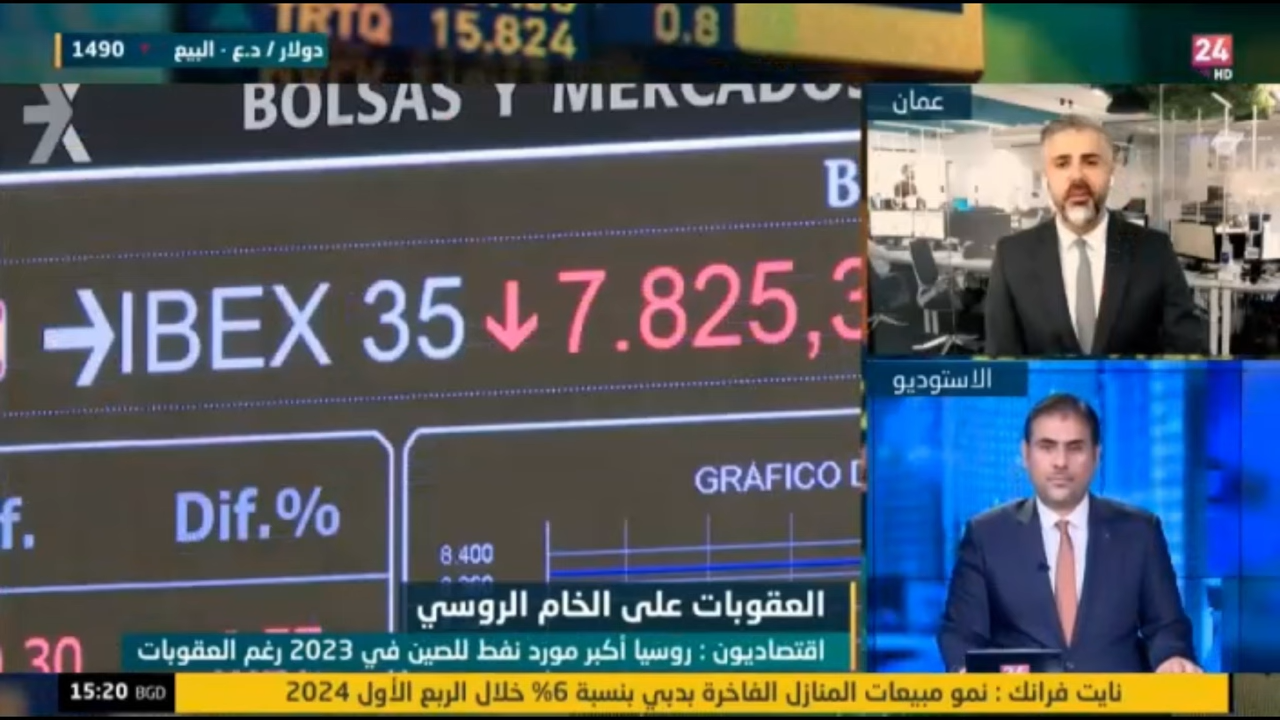 TRTQ
15.824
0.8
دولار / د.ع - البيع
1490
24
HD
BOLSAS Y MERCADOS
B
عمان
IBEX 35 ↓ 7.825,3
الاستوديو
f.
Dif.%
GRÁFICO D
8.400
30
العقوبات على الخام الروسي
اقتصاديون : روسيا أكبر مورد نفط للصين في 2023 رغم العقوبات
24
15:20 BGD
نايت فرانك : نمو مبيعات المنازل الفاخرة بدبي بنسبة 6% خلال الربع الأول 2024